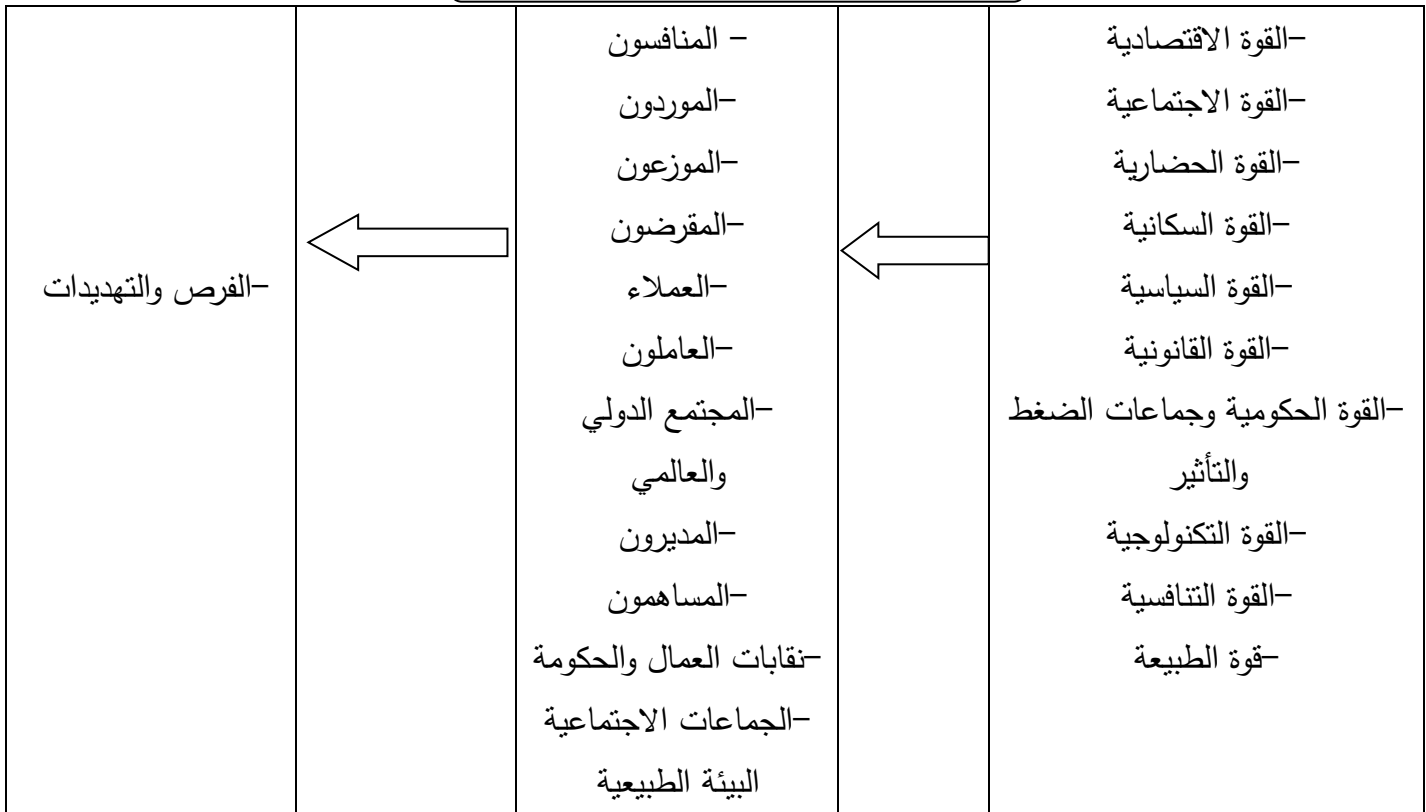 –القوة الاقتصادية
–القوة الاجتماعية
–القوة الحضارية
–القوة السكانية
–القوة السياسية
–القوة القانونية
–القوة الحكومية وجماعات الضغط
والتأثير
–القوة التكنولوجية
–القوة التنافسية
–قوة الطبيعة
– المنافسون
–الموردون
–الموزعون
–المقرضون
–العملاء
–العاملون
–المجتمع الدولي
والعالمي
–المديرون
–المساهمون
–نقابات العمال والحكومة
–الجماعات الاجتماعية
البيئة الطبيعية
–الفرص والتهديدات